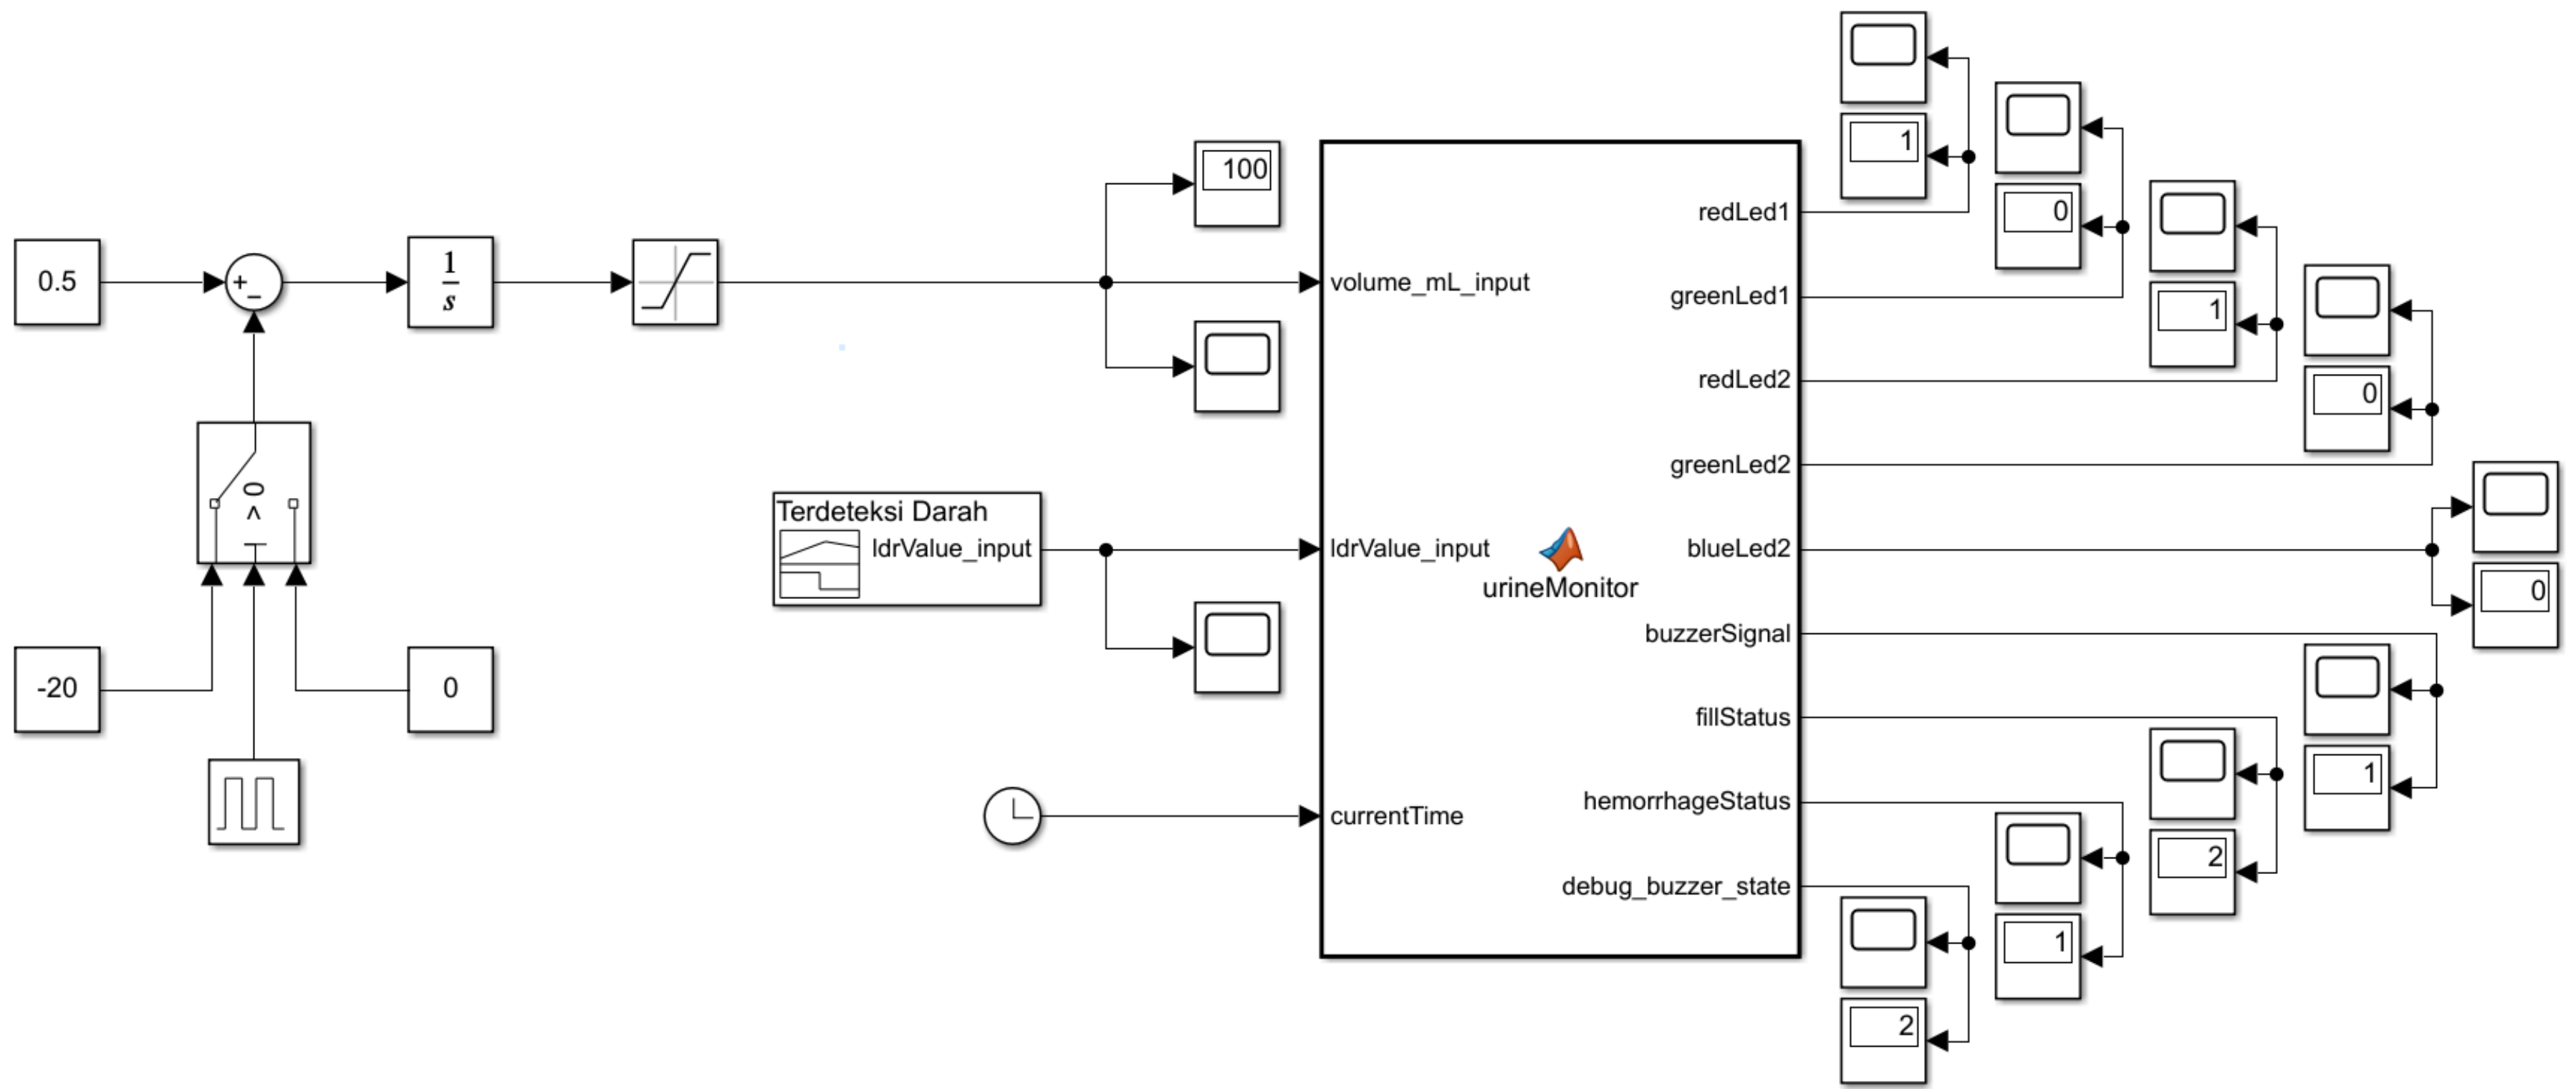 0.5
+
−
1
s
-20
> 0
0
100
Terdeteksi Darah
ldrValue_input
volume_mL_input
ldrValue_input
currentTime
urineMonitor
redLed1
greenLed1
redLed2
greenLed2
blueLed2
buzzerSignal
fillStatus
hemorrhageStatus
debug_buzzer_state
1
0
1
0
0
1
2
1
2